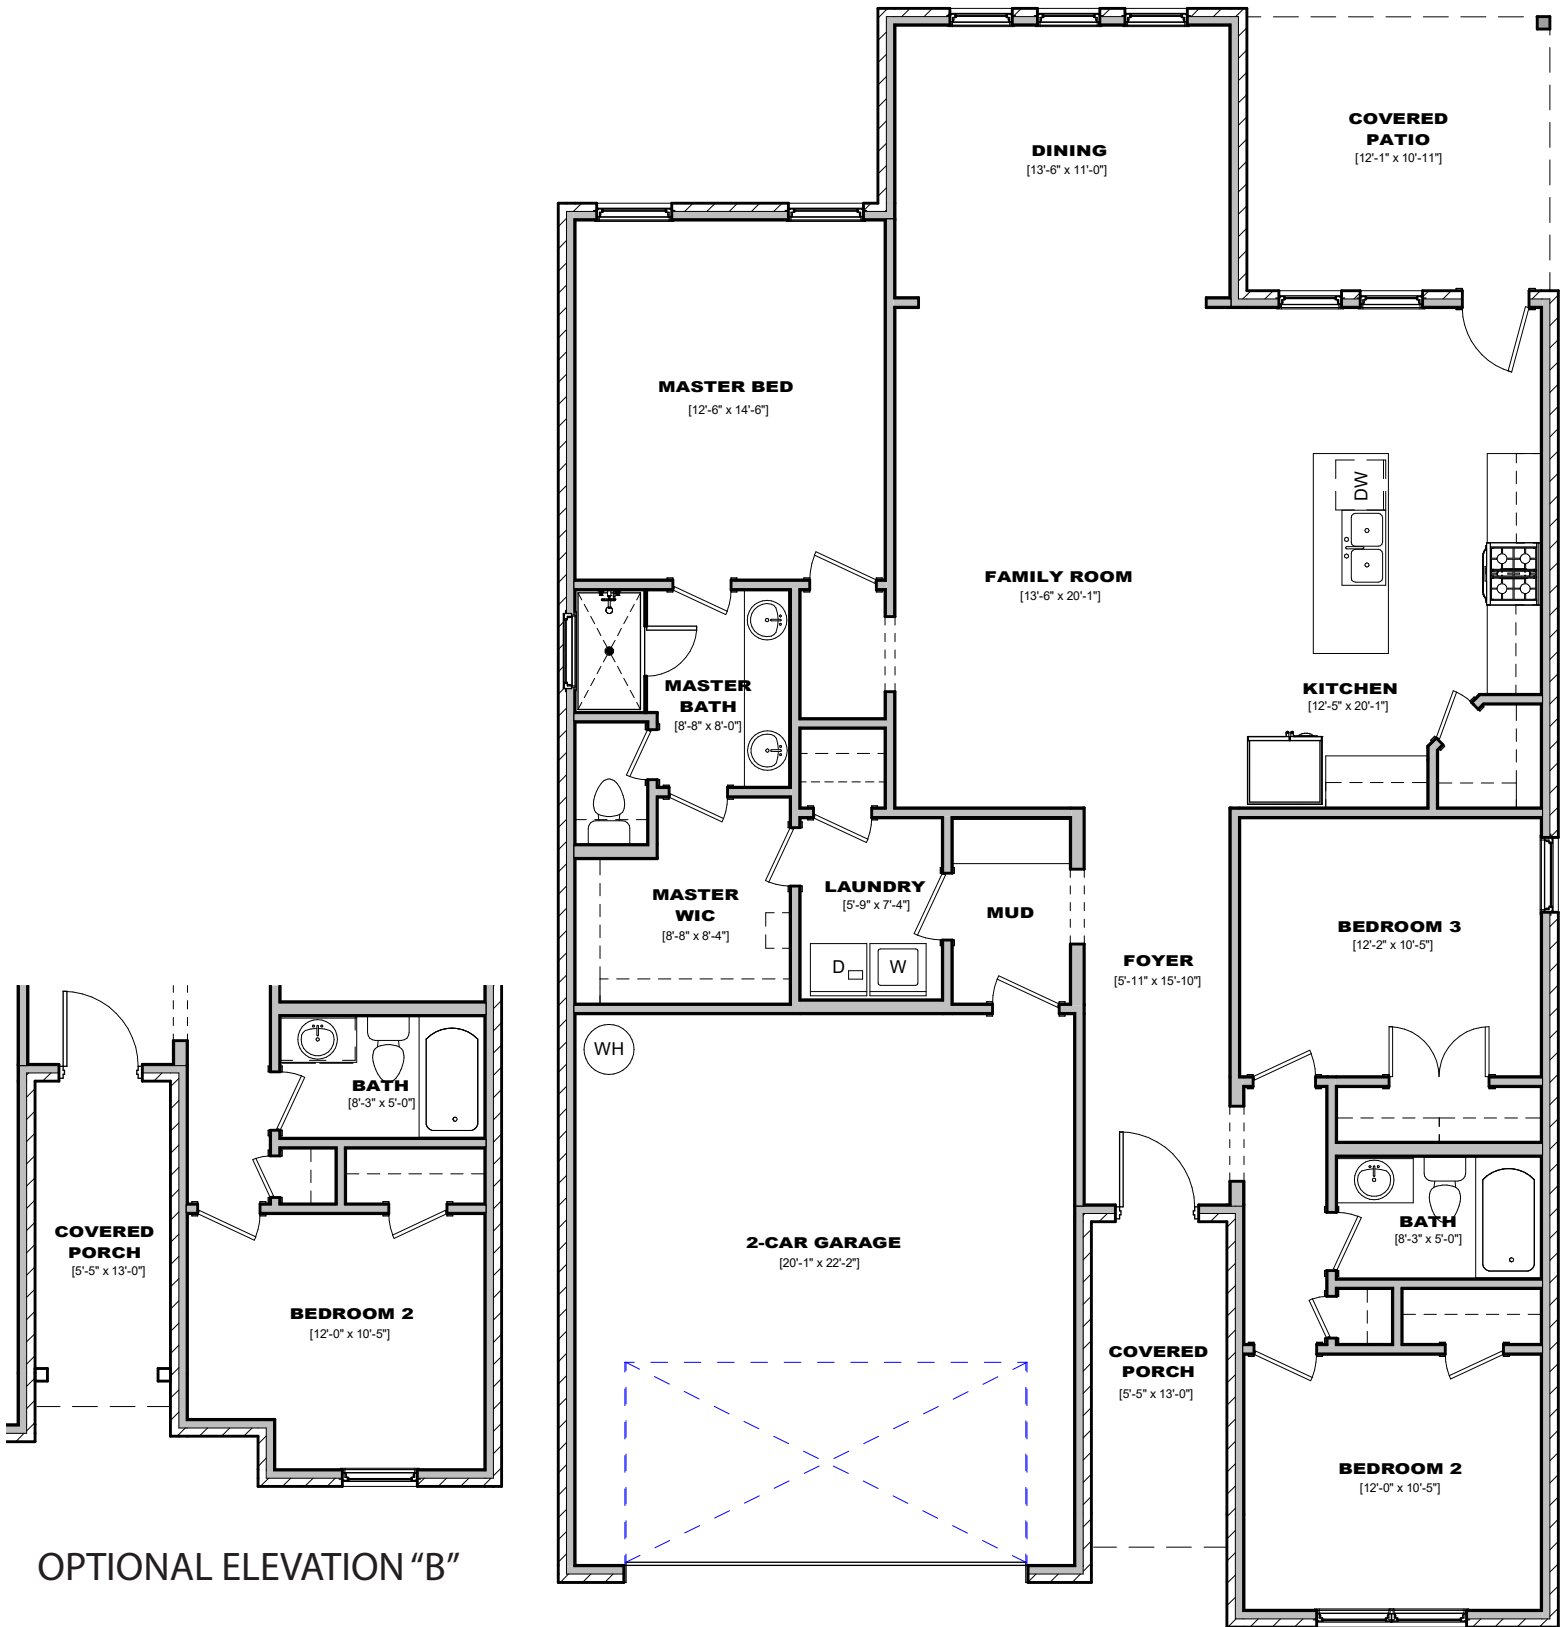 DINING
[13'-6" x 11'-0"]
COVERED
PATIO
[12'-1" x 10'-11"]
MASTER BED
[12'-6" x 14'-6"]
DW
FAMILY ROOM
[13'-6" x 20'-1"]
MASTER
BATH
[8'-8" x 8'-0"]
KITCHEN
[12'-5" x 20'-1"]
MASTER
WIC
[8'-8" x 8'-4"]
LAUNDRY
[5'-9" x 7'-4"]
MUD
D
W
FOYER
[5'-11" x 15'-10"]
BEDROOM 3
[12'-2" x 10'-5"]
WH
BATH
[8'-3" x 5'-0"]
COVERED
PORCH
[5'-5" x 13'-0"]
BEDROOM 2
[12'-0" x 10'-5"]
2-CAR GARAGE
[20'-1" x 22'-2"]
BATH
[8'-3" x 5'-0"]
COVERED
PORCH
[5'-5" x 13'-0"]
BEDROOM 2
[12'-0" x 10'-5"]
OPTIONAL ELEVATION “B”